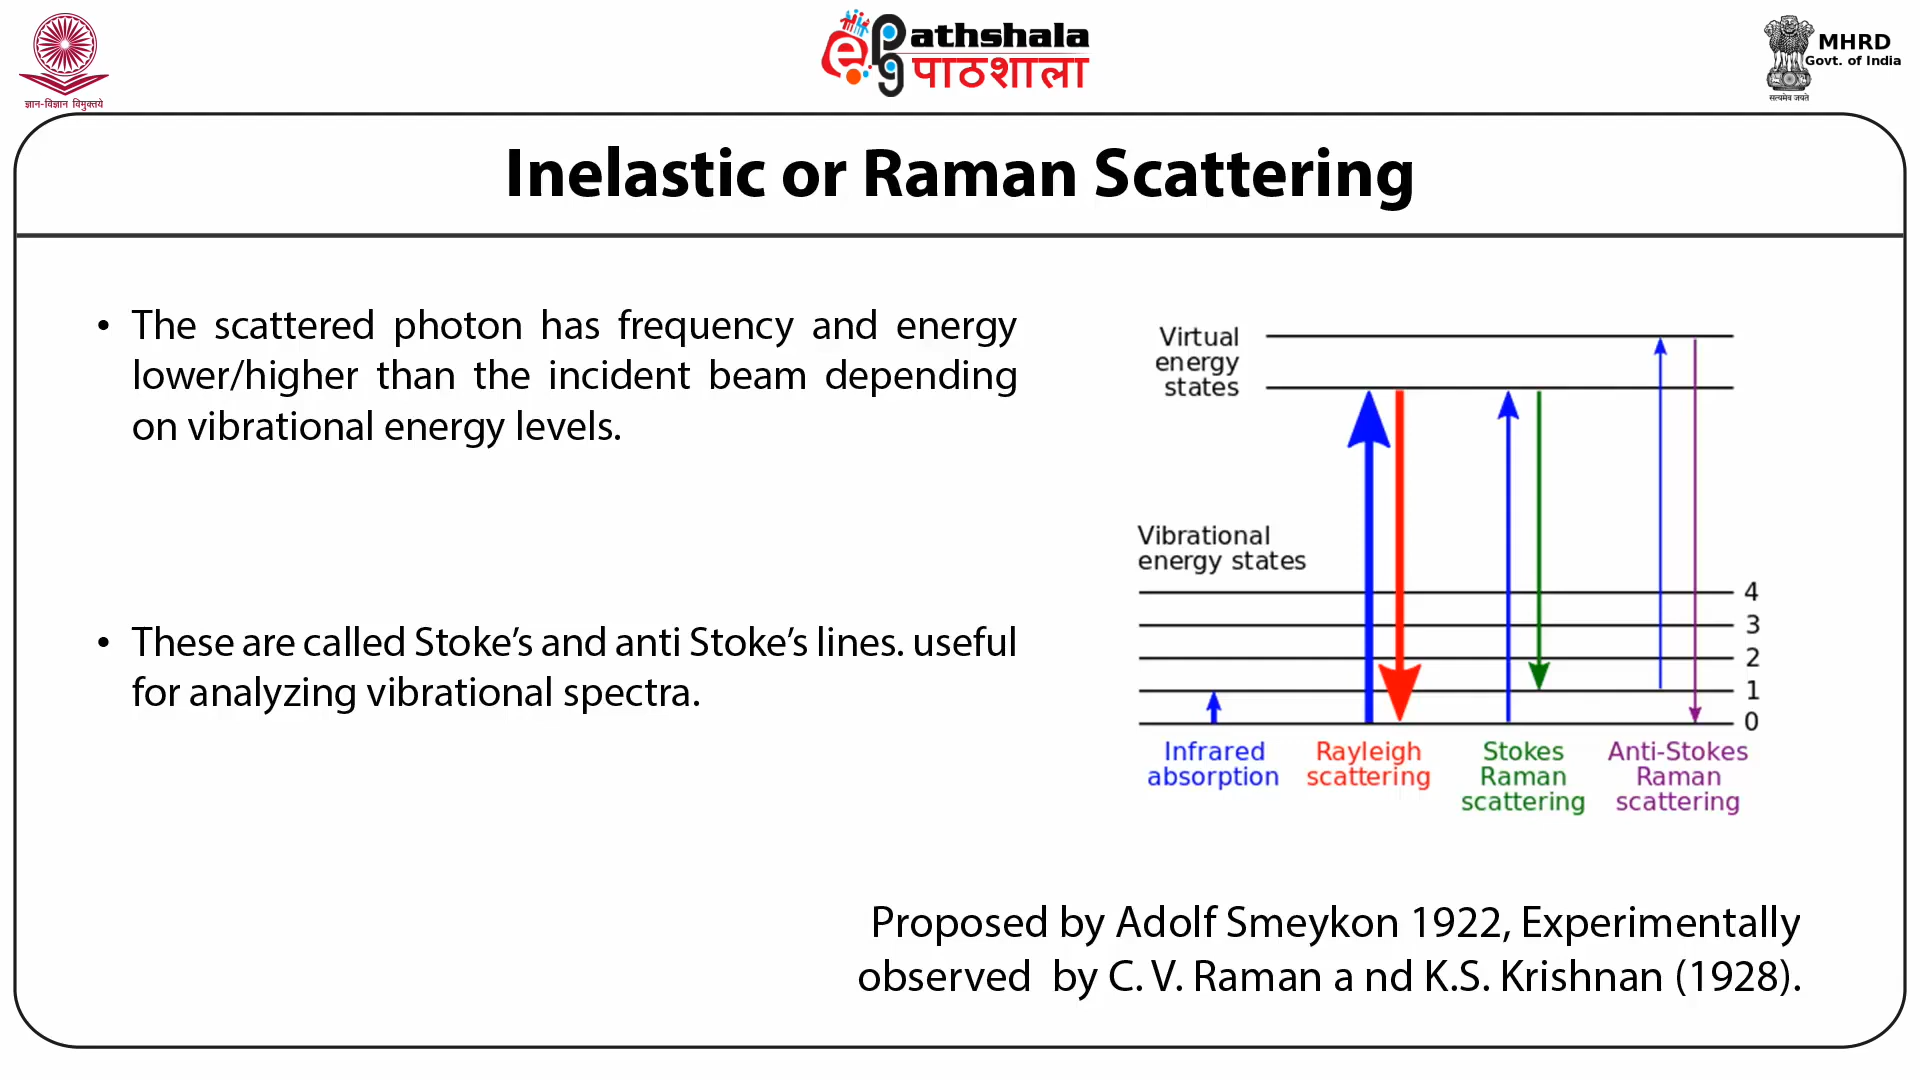 ज्ञान-विज्ञान विमुक्तये
e Pg
athshala
पाठशाला
MHRD
Govt. of India
सत्यमेव जयते
Inelastic or Raman Scattering
• The scattered photon has frequency and energy
lower/higher than the incident beam depending
on vibrational energy levels.
• These are called Stoke’s and anti Stoke’s lines. useful
for analyzing vibrational spectra.
Virtual
energy
states
Vibrational
energy states
4
3
2
1
0
Infrared
absorption
Rayleigh
scattering
Stokes
Raman
scattering
Anti-Stokes
Raman
scattering
Proposed by Adolf Smeykon 1922, Experimentally
observed by C. V. Raman a nd K.S. Krishnan (1928).